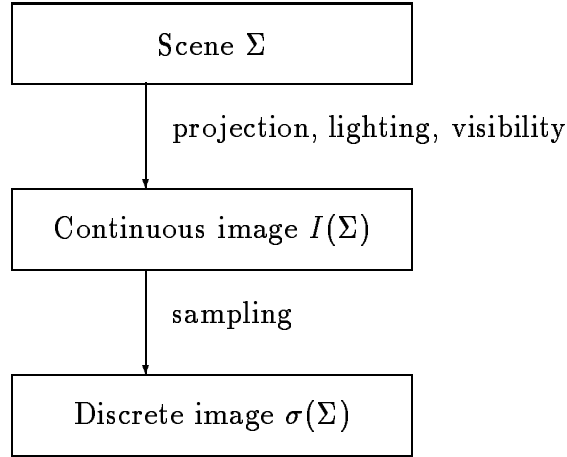 Scene Σ
projection, lighting, visibility
Continuous image I(Σ)
sampling
Discrete image σ(Σ)